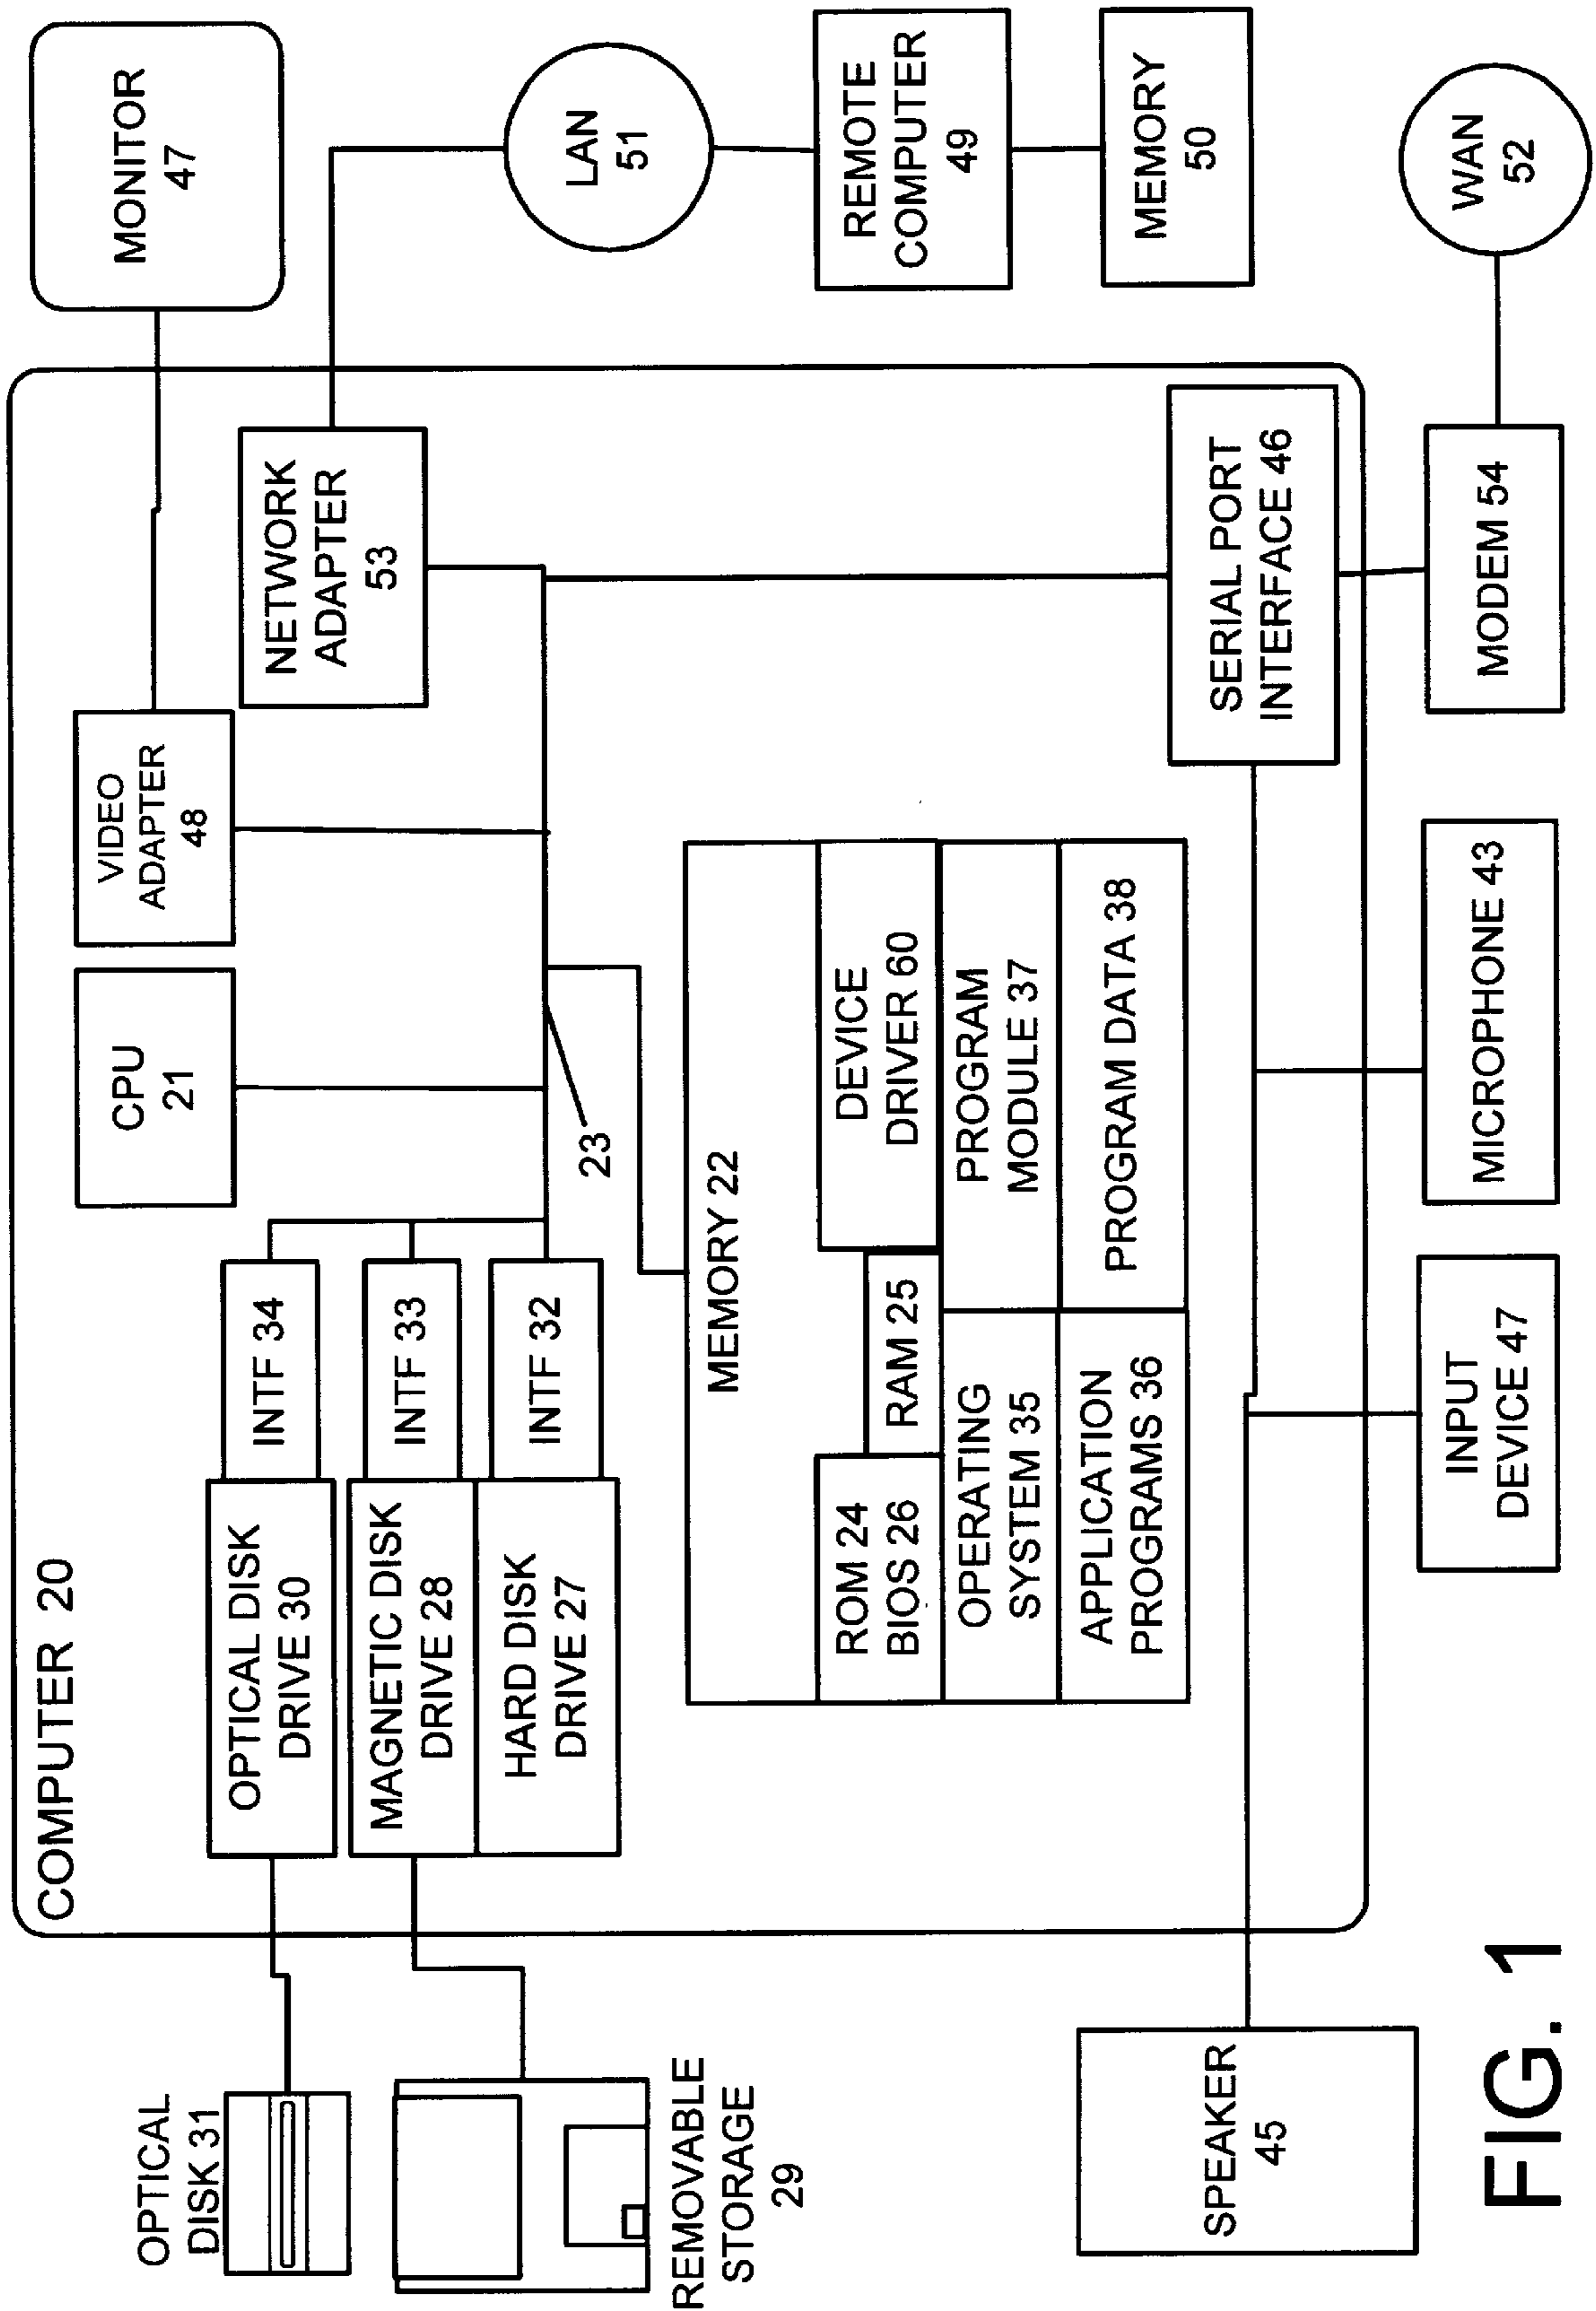 COMPUTER 20
MONITOR
47
VIDEO
ADAPTER
48
CPU
21
NETWORK
ADAPTER
53
LAN
51
OPTICAL
DISK 31
OPTICAL DISK
DRIVE 30
INTF 34
MAGNETIC DISK
DRIVE 28
INTF 33
HARD DISK
DRIVE 27
INTF 32
23
REMOVABLE
STORAGE
29
REMOTE
COMPUTER
49
MEMORY
50
MEMORY 22
ROM 24
BIOS 26
RAM 25
DEVICE
DRIVER 60
OPERATING
SYSTEM 35
PROGRAM
MODULE 37
APPLICATION
PROGRAMS 36
PROGRAM DATA 38
SERIAL PORT
INTERFACE 46
SPEAKER
45
INPUT
DEVICE 47
MICROPHONE 43
MODEM 54
WAN
52
FIG. 1